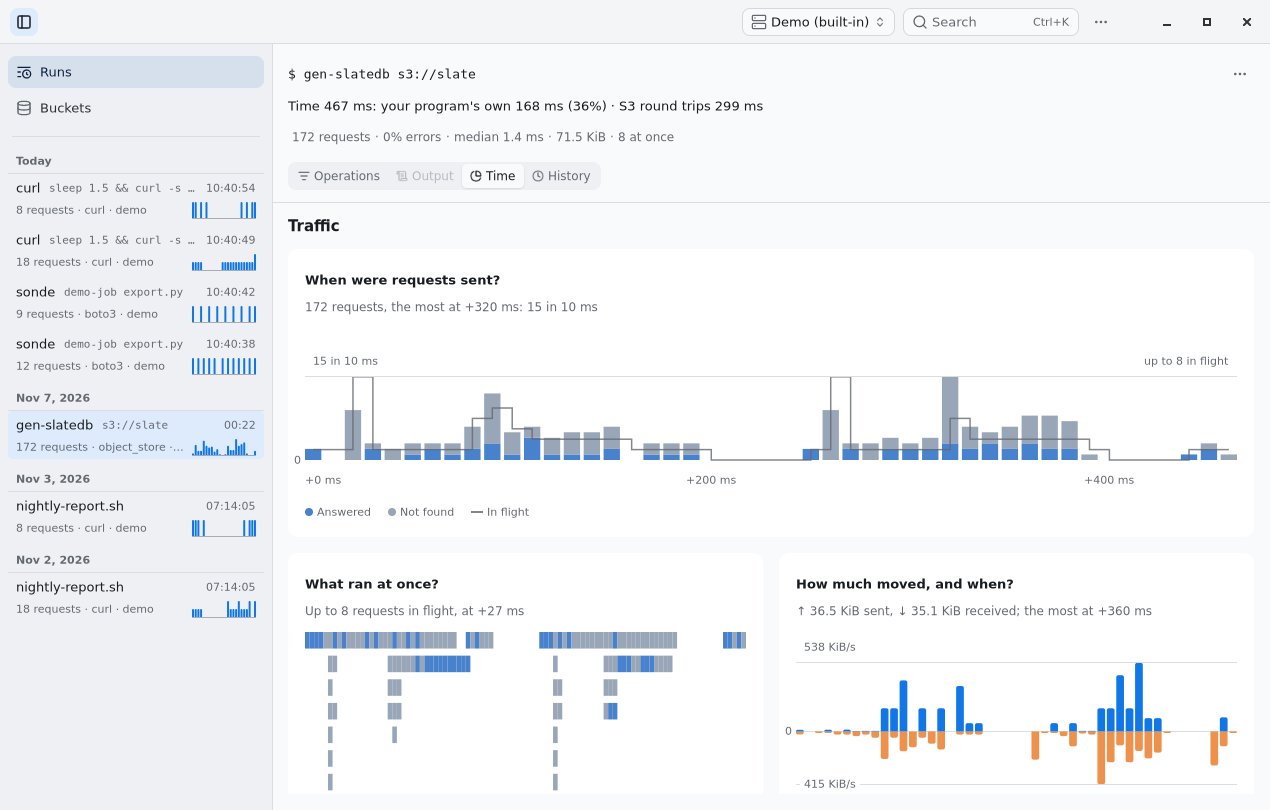 Demo (built-in)
Search Ctrl+K
Runs
Buckets
Today
curl sleep 1.5 && curl -s … 10:40:54
8 requests · curl · demo
curl sleep 1.5 && curl -s … 10:40:49
18 requests · curl · demo
sonde demo-job export.py 10:40:42
9 requests · boto3 · demo
sonde demo-job export.py 10:40:38
12 requests · boto3 · demo
Nov 7, 2026
gen-slatedb s3://slate 00:22
172 requests · object_store ·…
Nov 3, 2026
nightly-report.sh 07:14:05
8 requests · curl · demo
Nov 2, 2026
nightly-report.sh 07:14:05
18 requests · curl · demo
$ gen-slatedb s3://slate
Time 467 ms: your program's own 168 ms (36%) · S3 round trips 299 ms
172 requests · 0% errors · median 1.4 ms · 71.5 KiB · 8 at once
Operations Output Time History
Traffic
When were requests sent?
172 requests, the most at +320 ms: 15 in 10 ms
15 in 10 ms up to 8 in flight
0
+0 ms +200 ms +400 ms
Answered Not found In flight
What ran at once?
Up to 8 requests in flight, at +27 ms
How much moved, and when?
↑ 36.5 KiB sent, ↓ 35.1 KiB received; the most at +360 ms
538 KiB/s
0
415 KiB/s